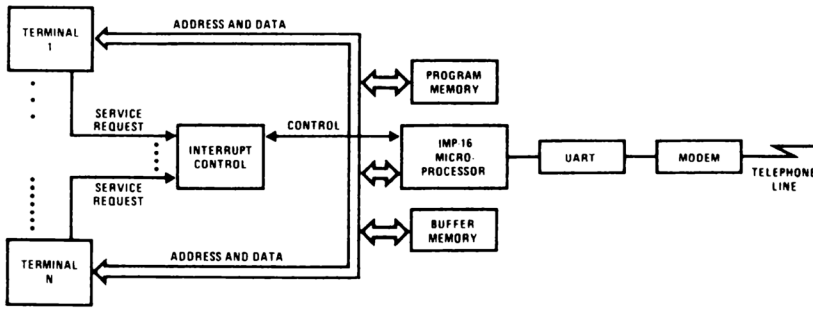 TERMINAL
1
ADDRESS AND DATA
PROGRAM
MEMORY
SERVICE
REQUEST
INTERRUPT
CONTROL
CONTROL
IMP-16
MICRO-
PROCESSOR
UART
MODEM
TELEPHONE
LINE
SERVICE
REQUEST
BUFFER
MEMORY
TERMINAL
N
ADDRESS AND DATA